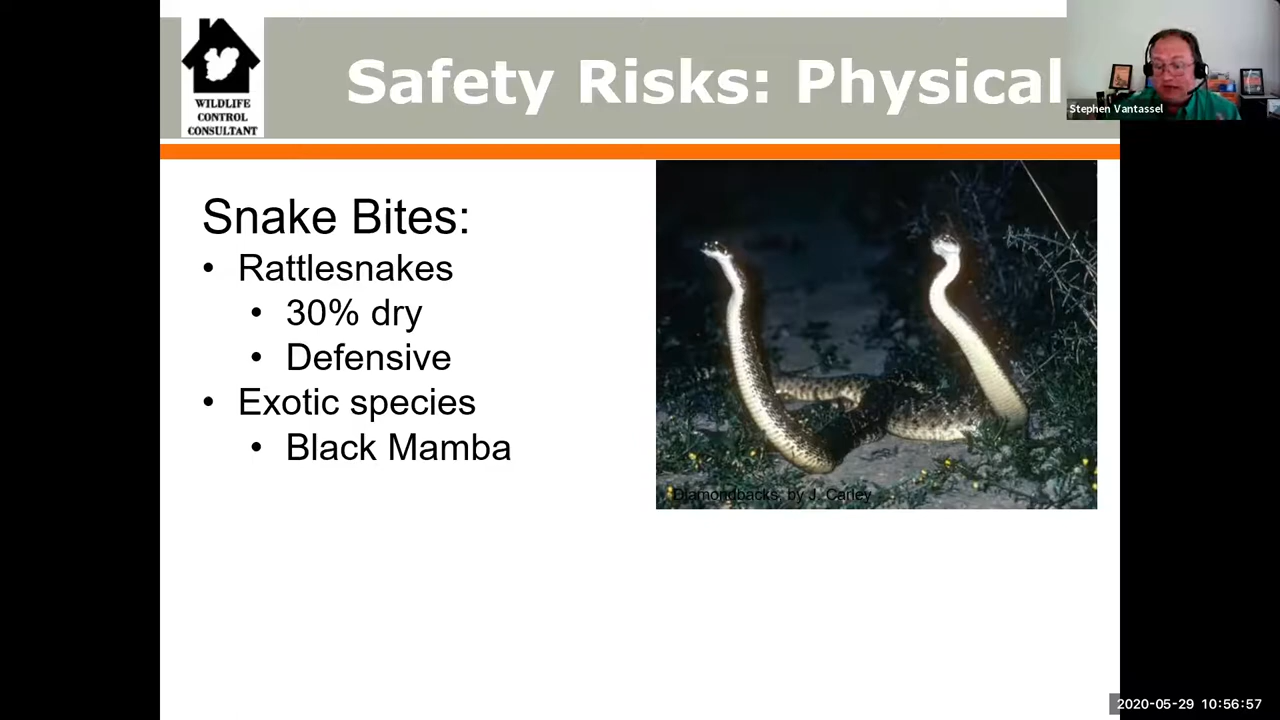 WILDLIFE
CONTROL
CONSULTANT
Safety Risks: Physical
Stephen Vantassel
Snake Bites:
• Rattlesnakes
• 30% dry
• Defensive
• Exotic species
• Black Mamba
Diamondbacks, by J. Carley
2020-05-29 10:56:57